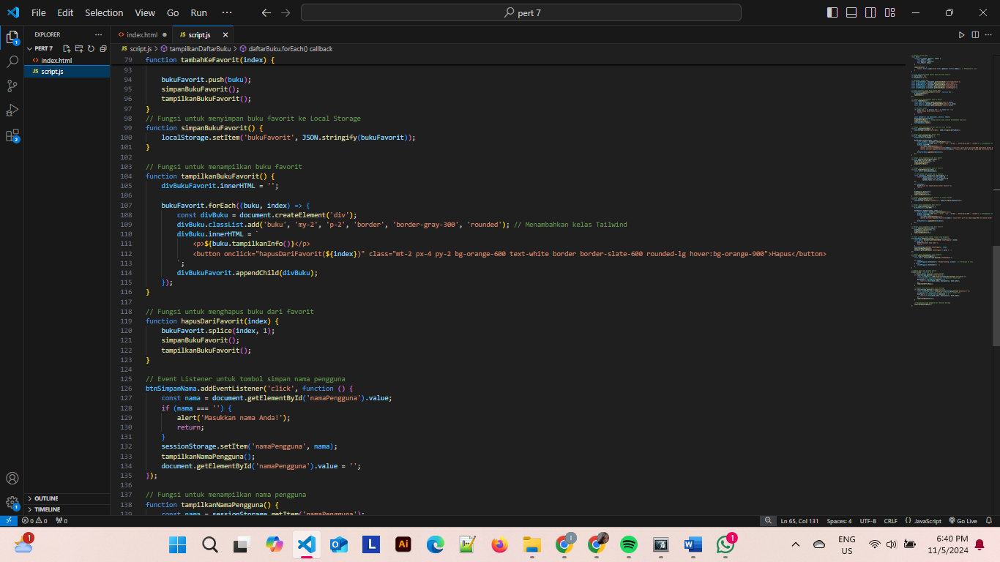 File Edit Selection View Go Run ··· pert 7
EXPLORER ···
index.html
JS script.js
PERT 7
JS script.js > tampilkanDaftarBuku > daftarBuku.forEach() callback
index.html
JS script.js
79 function tambahKeFavorit(index) {
93
94 bukuFavorit.push(buku);
95 simpanBukuFavorit();
96 tampilkanBukuFavorit();
97 }
98 // Fungsi untuk menyimpan buku favorit ke Local Storage
99 function simpanBukuFavorit() {
100 localStorage.setItem('bukuFavorit', JSON.stringify(bukuFavorit));
101 }
102
103 // Fungsi untuk menampilkan buku favorit
104 function tampilkanBukuFavorit() {
105 divBukuFavorit.innerHTML = '';
106
107 bukuFavorit.forEach((buku, index) => {
108 const divBuku = document.createElement('div');
109 divBuku.classList.add('buku', 'my-2', 'p-2', 'border', 'border-gray-300', 'rounded'); // Menambahkan kelas Tailwind
110 divBuku.innerHTML = `
111 <p>${buku.tampilkanInfo()}</p>
112 <button onclick="hapusDariFavorit(${index})" class="mt-2 px-4 py-2 bg-orange-600 text-white border border-slate-600 rounded-lg hover:bg-orange-900">Hapus</button>
113 `;
114 divBukuFavorit.appendChild(divBuku);
115 });
116 }
117
118 // Fungsi untuk menghapus buku dari favorit
119 function hapusDariFavorit(index) {
120 bukuFavorit.splice(index, 1);
121 simpanBukuFavorit();
122 tampilkanBukuFavorit();
123 }
124
125 // Event Listener untuk tombol simpan nama pengguna
126 btnSimpanNama.addEventListener('click', function () {
127 const nama = document.getElementById('namaPengguna').value;
128 if (nama === '') {
129 alert('Masukkan nama Anda!');
130 return;
131 }
132 sessionStorage.setItem('namaPengguna', nama);
133 tampilkanNamaPengguna();
134 document.getElementById('namaPengguna').value = '';
135 });
136
137 // Fungsi untuk menampilkan nama pengguna
138 function tampilkanNamaPengguna() {
139 const nama = sessionStorage.getItem('namaPengguna');
OUTLINE
TIMELINE
0 0 0 Ln 65, Col 131 Spaces: 4 UTF-8 CRLF {} JavaScript Go Live
ENG
US
6:40 PM
11/5/2024